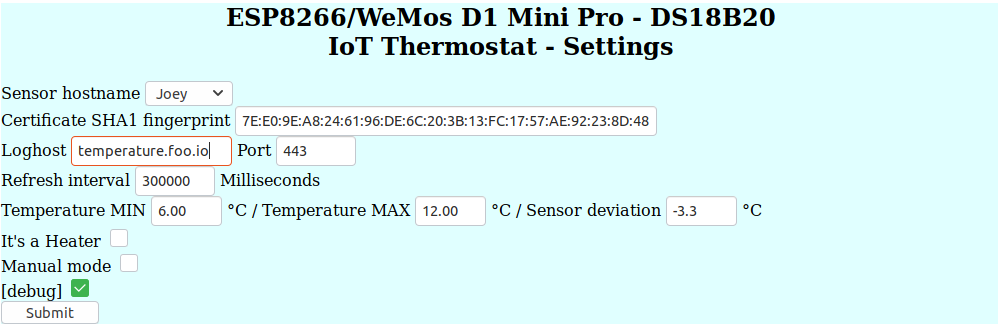 ESP8266/WeMos D1 Mini Pro - DS18B20
IoT Thermostat - Settings
Sensor hostname Joey
Certificate SHA1 fingerprint 7E:E0:9E:A8:24:61:96:DE:6C:20:3B:13:FC:17:57:AE:92:23:8D:48
Loghost temperature.foo.io Port 443
Refresh interval 300000 Milliseconds
Temperature MIN 6.00 °C / Temperature MAX 12.00 °C / Sensor deviation -3.3 °C
It's a Heater
Manual mode
[debug]
Submit